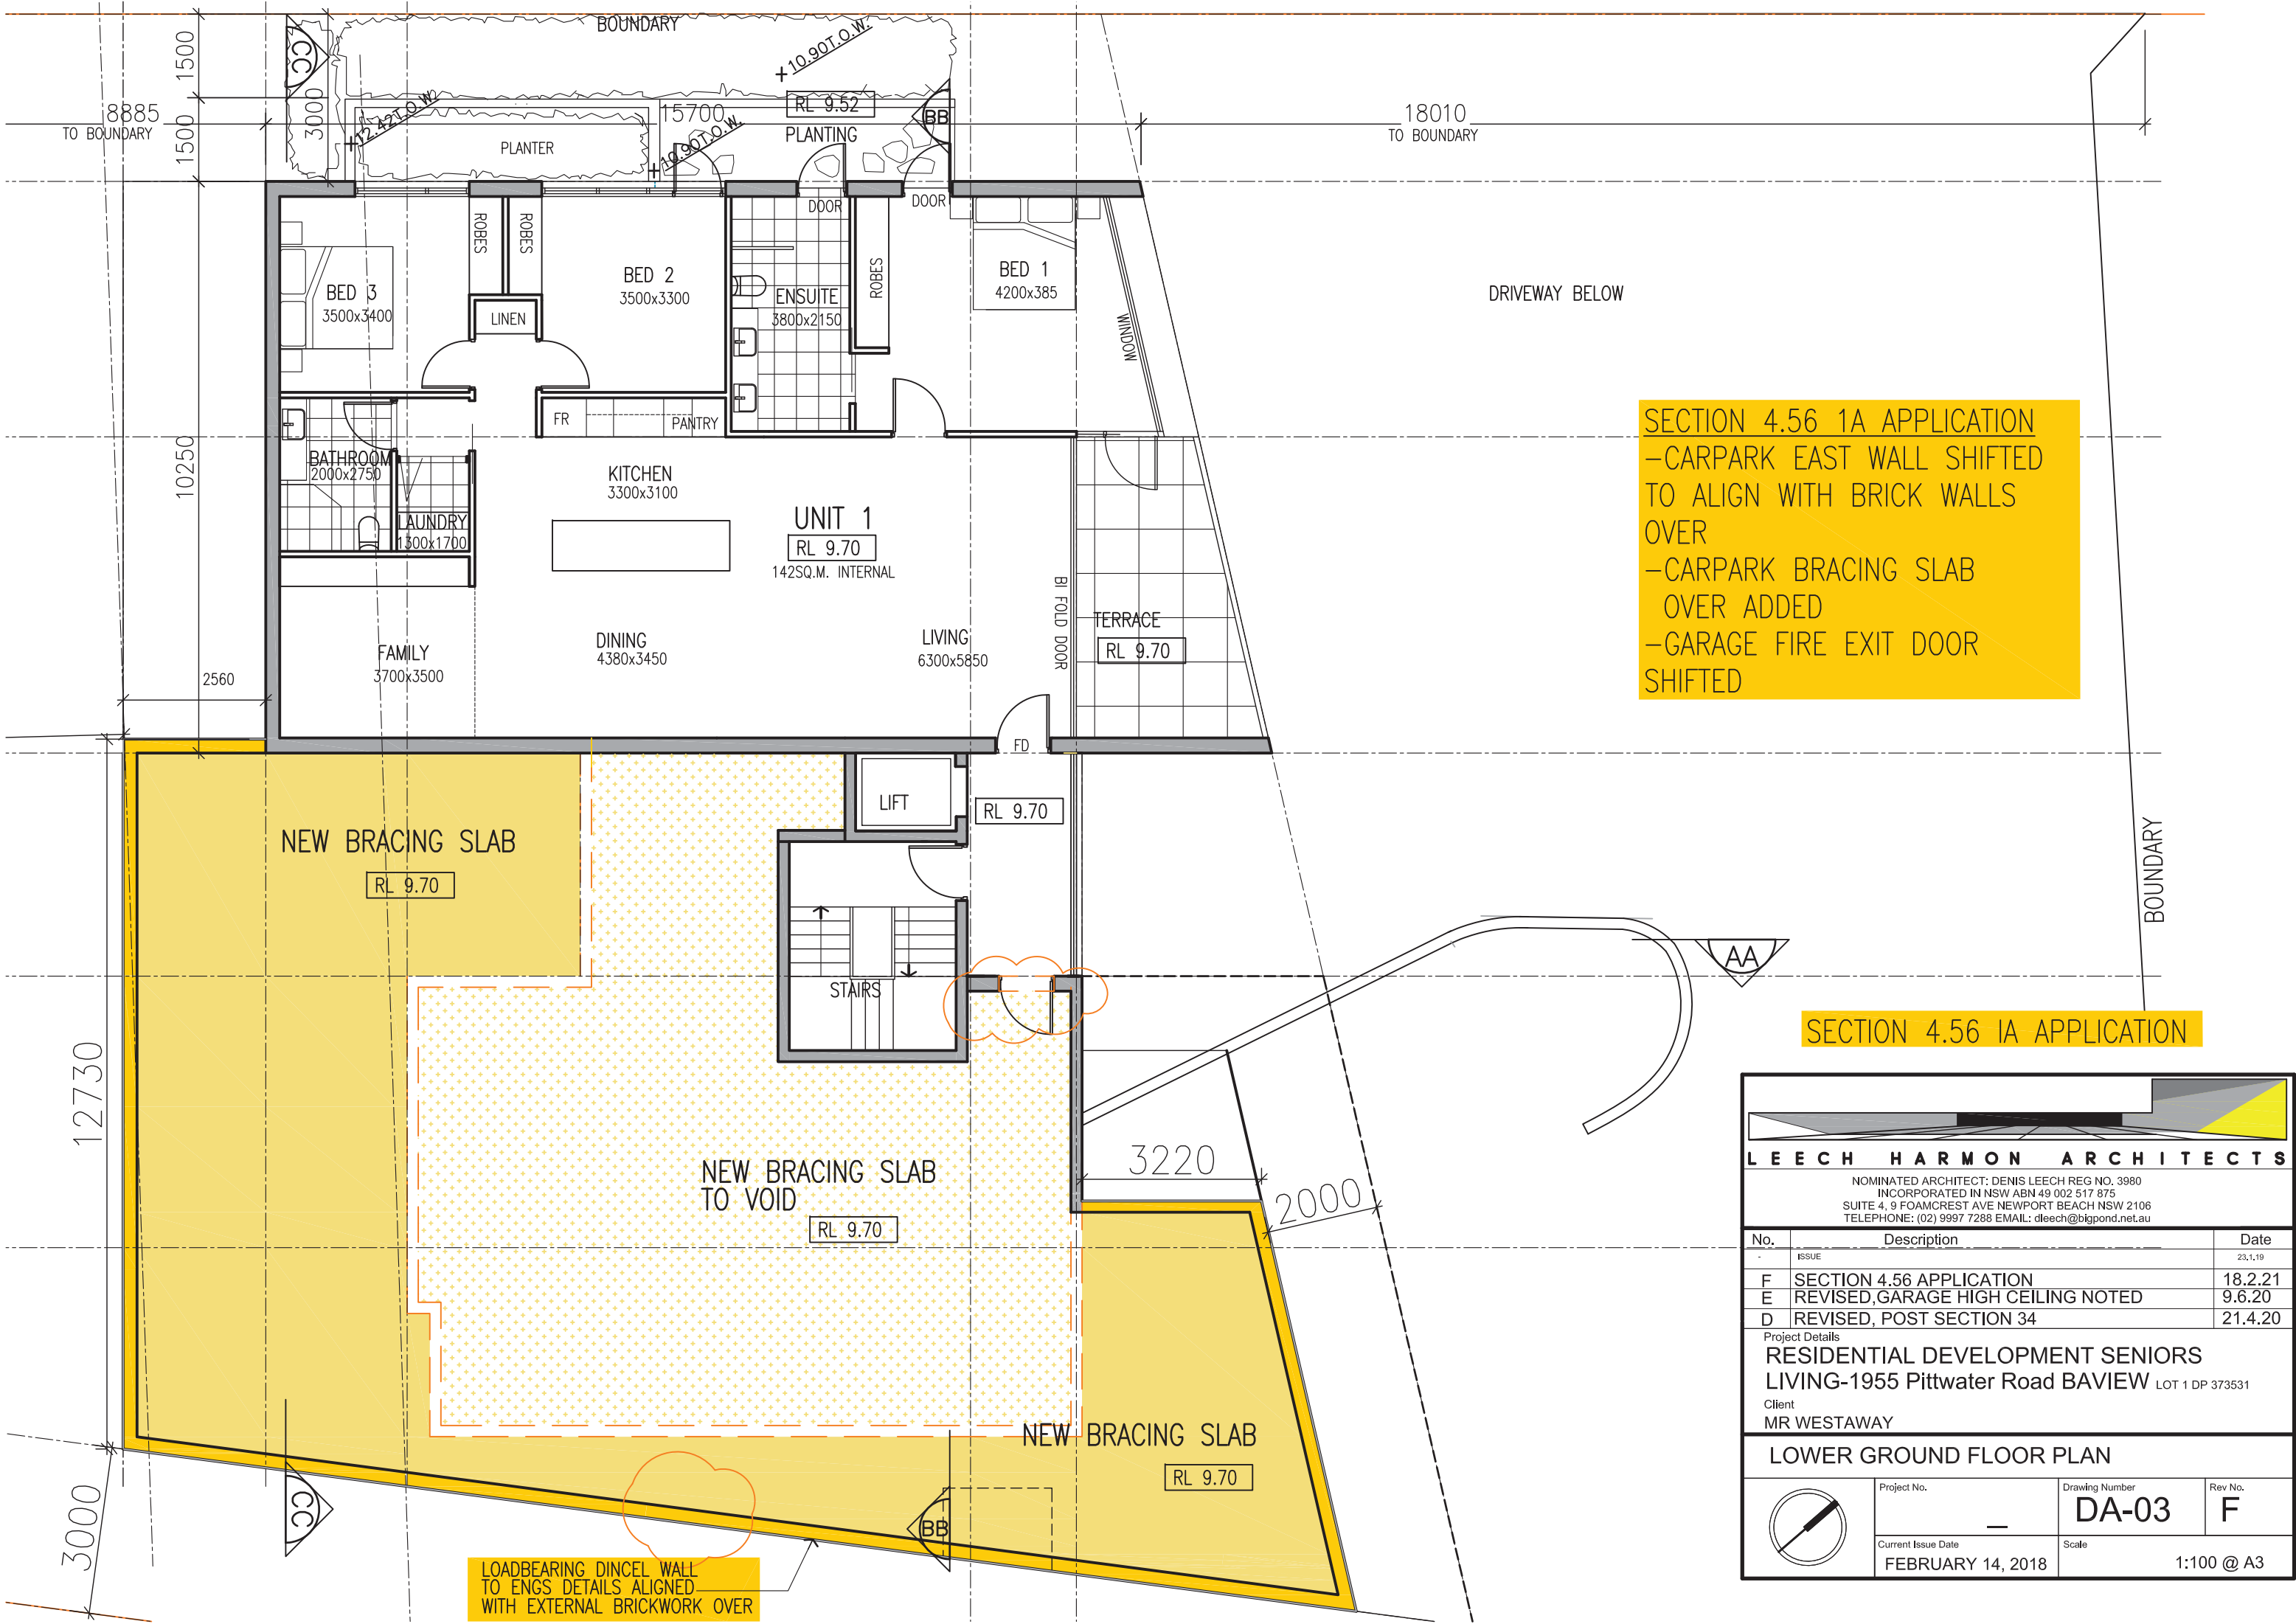 BOUNDARY
1500
CC
+10.90T.O.W.
3000
8885
TO BOUNDARY
+12.42T.O.W.
15700
RL 9.52
BB
18010
TO BOUNDARY
1500
PLANTER
+10.90T.O.W.
PLANTING
DOOR
DOOR
ROBES
ROBES
BED 3
3500x3400
BED 2
3500x3300
LINEN
ENSUITE
3800x2150
ROBES
BED 1
4200x385
WINDOW
DRIVEWAY BELOW
SECTION 4.56 1A APPLICATION
-CARPARK EAST WALL SHIFTED
TO ALIGN WITH BRICK WALLS
OVER
-CARPARK BRACING SLAB
OVER ADDED
-GARAGE FIRE EXIT DOOR
SHIFTED
10250
FR
PANTRY
BATHROOM
2000x2750
KITCHEN
3300x3100
LAUNDRY
1300x1700
UNIT 1
RL 9.70
142SQ.M. INTERNAL
BI FOLD DOOR
TERRACE
RL 9.70
FAMILY
3700x3500
DINING
4380x3450
LIVING
6300x5850
2560
FD
LIFT
RL 9.70
NEW BRACING SLAB
RL 9.70
BOUNDARY
STAIRS
AA
12730
SECTION 4.56 IA APPLICATION
NEW BRACING SLAB
TO VOID
RL 9.70
3220
2000
NEW BRACING SLAB
RL 9.70
3000
CC
BB
LOADBEARING DINCEL WALL
TO ENGS DETAILS ALIGNED
WITH EXTERNAL BRICKWORK OVER
LEECH HARMON ARCHITECTS
NOMINATED ARCHITECT: DENIS LEECH REG NO. 3980
INCORPORATED IN NSW ABN 49 002 517 875
SUITE 4, 9 FOAMCREST AVE NEWPORT BEACH NSW 2106
TELEPHONE: (02) 9997 7288 EMAIL: dleech@bigpond.net.au
No. Description Date
- ISSUE 23.1.19
F SECTION 4.56 APPLICATION 18.2.21
E REVISED,GARAGE HIGH CEILING NOTED 9.6.20
D REVISED, POST SECTION 34 21.4.20
Project Details
RESIDENTIAL DEVELOPMENT SENIORS
LIVING-1955 Pittwater Road BAVIEW LOT 1 DP 373531
Client
MR WESTAWAY
LOWER GROUND FLOOR PLAN
Project No.
_
Drawing Number
DA-03
Rev No.
F
Current Issue Date
FEBRUARY 14, 2018
Scale
1:100 @ A3